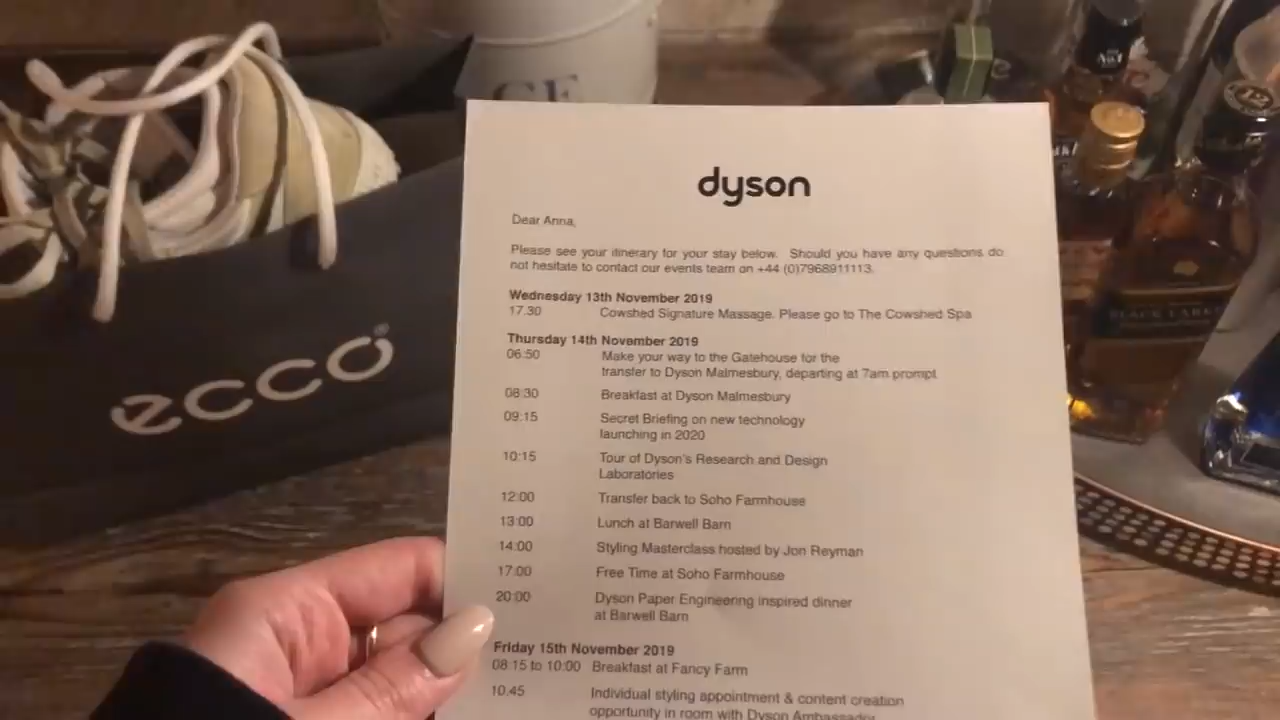 ICE
dyson
Dear Anna,
Please see your itinerary for your stay below. Should you have any questions do
not hesitate to contact our events team on +44 (0)7968911113.
Wednesday 13th November 2019
17.30 Cowshed Signature Massage. Please go to The Cowshed Spa
Thursday 14th November 2019
06:50 Make your way to the Gatehouse for the
transfer to Dyson Malmesbury, departing at 7am prompt
08:30 Breakfast at Dyson Malmesbury
09:15 Secret Briefing on new technology
launching in 2020
10:15 Tour of Dyson's Research and Design
Laboratories
12:00 Transfer back to Soho Farmhouse
13:00 Lunch at Barwell Barn
14:00 Styling Masterclass hosted by Jon Reyman
17:00 Free Time at Soho Farmhouse
20:00 Dyson Paper Engineering inspired dinner
at Barwell Barn
Friday 15th November 2019
08:15 to 10:00 Breakfast at Fancy Farm
10.45 Individual styling appointment & content creation
opportunity in room with Dyson Ambassador
ecco®
BLACK LABEL
12